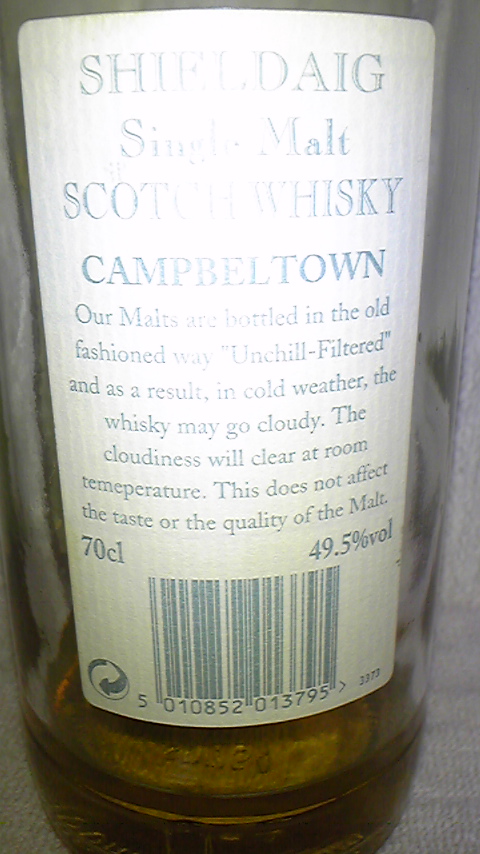 SHIELDAIG
Single Malt
SCOTCH WHISKY
CAMPBELTOWN
Our Malts are bottled in the old
fashioned way "Unchill-Filtered"
and as a result, in cold weather, the
whisky may go cloudy. The
cloudiness will clear at room
temeperature. This does not affect
the taste or the quality of the Malt.
70cl 49.5%vol
3373
5 010852 013795 >